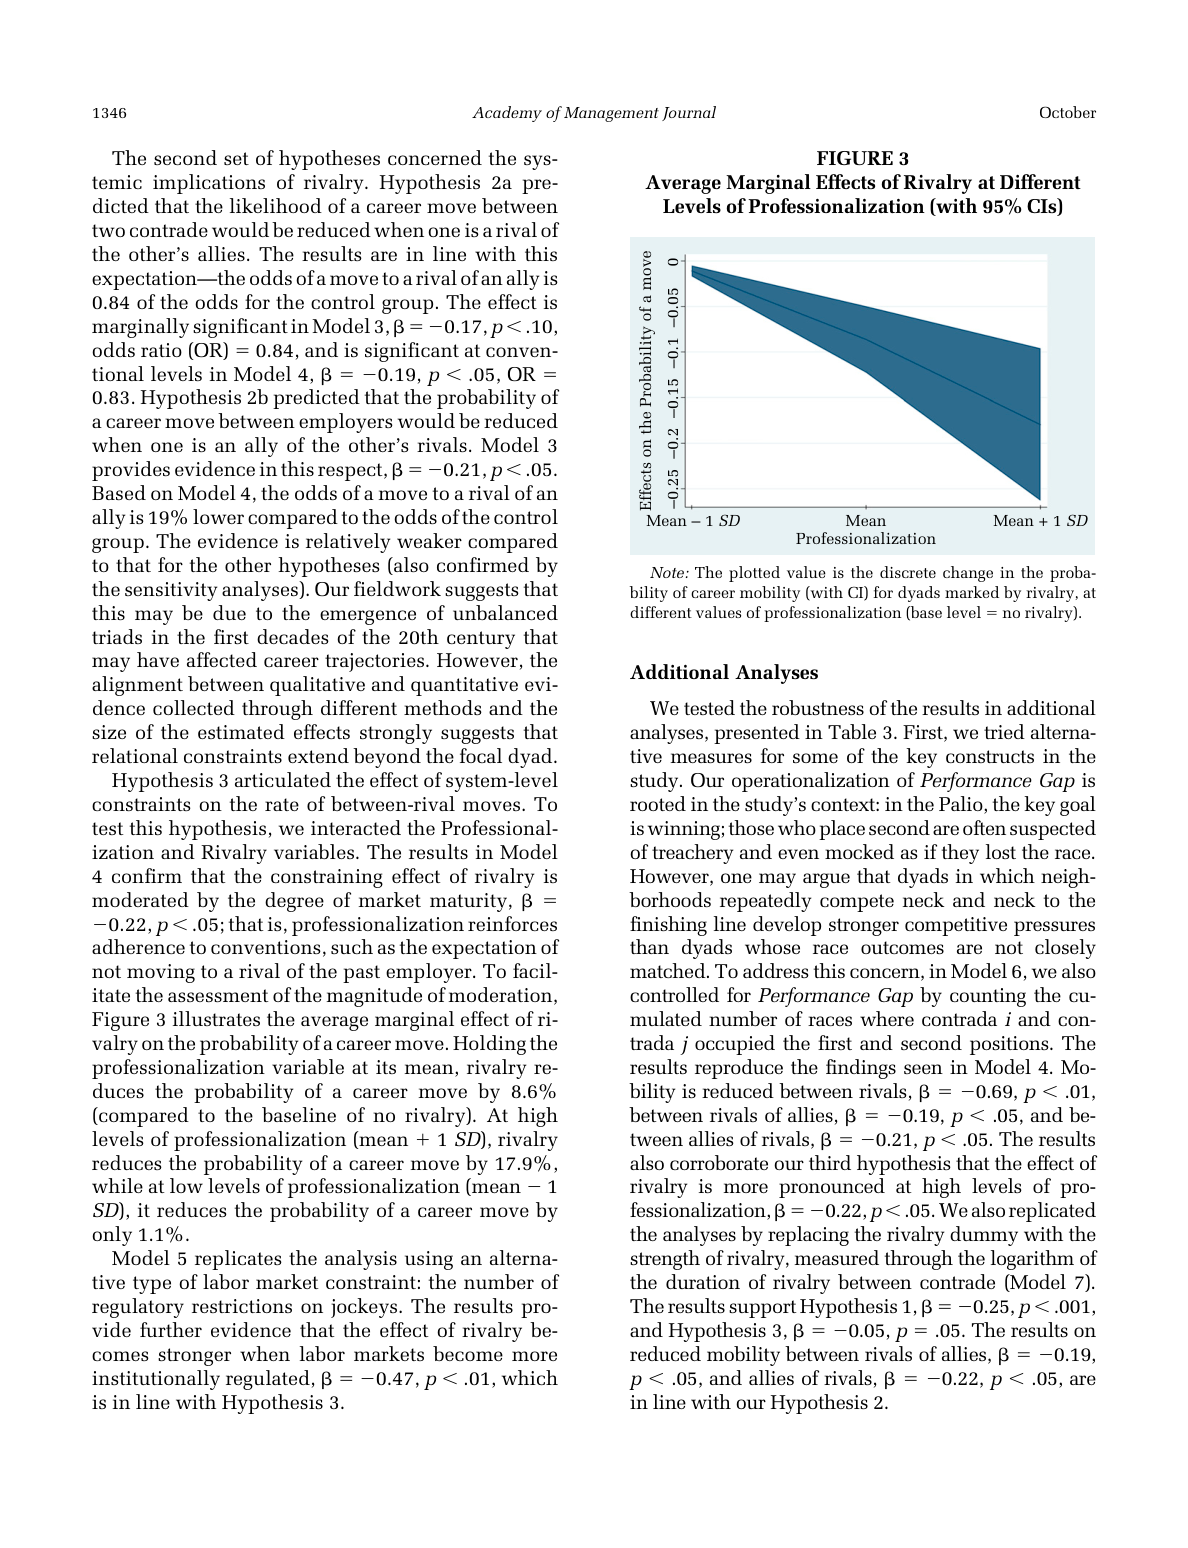 1346
Academy of Management Journal
October
The second set of hypotheses concerned the sys-
temic implications of rivalry. Hypothesis 2a pre-
dicted that the likelihood of a career move between
two contrade would be reduced when one is a rival of
the other's allies. The results are in line with this
expectation—the odds of a move to a rival of an ally is
0.84 of the odds for the control group. The effect is
marginally significant in Model 3, β = −0.17, p < .10,
odds ratio (OR) = 0.84, and is significant at conven-
tional levels in Model 4, β = −0.19, p < .05, OR =
0.83. Hypothesis 2b predicted that the probability of
a career move between employers would be reduced
when one is an ally of the other's rivals. Model 3
provides evidence in this respect, β = −0.21, p < .05.
Based on Model 4, the odds of a move to a rival of an
ally is 19% lower compared to the odds of the control
group. The evidence is relatively weaker compared
to that for the other hypotheses (also confirmed by
the sensitivity analyses). Our fieldwork suggests that
this may be due to the emergence of unbalanced
triads in the first decades of the 20th century that
may have affected career trajectories. However, the
alignment between qualitative and quantitative evi-
dence collected through different methods and the
size of the estimated effects strongly suggests that
relational constraints extend beyond the focal dyad.
Hypothesis 3 articulated the effect of system-level
constraints on the rate of between-rival moves. To
test this hypothesis, we interacted the Professional-
ization and Rivalry variables. The results in Model
4 confirm that the constraining effect of rivalry is
moderated by the degree of market maturity, β =
−0.22, p < .05; that is, professionalization reinforces
adherence to conventions, such as the expectation of
not moving to a rival of the past employer. To facil-
itate the assessment of the magnitude of moderation,
Figure 3 illustrates the average marginal effect of ri-
valry on the probability of a career move. Holding the
professionalization variable at its mean, rivalry re-
duces the probability of a career move by 8.6%
(compared to the baseline of no rivalry). At high
levels of professionalization (mean + 1 SD), rivalry
reduces the probability of a career move by 17.9%,
while at low levels of professionalization (mean − 1
SD), it reduces the probability of a career move by
only 1.1%.
Model 5 replicates the analysis using an alterna-
tive type of labor market constraint: the number of
regulatory restrictions on jockeys. The results pro-
vide further evidence that the effect of rivalry be-
comes stronger when labor markets become more
institutionally regulated, β = −0.47, p < .01, which
is in line with Hypothesis 3.
FIGURE 3
Average Marginal Effects of Rivalry at Different
Levels of Professionalization (with 95% CIs)
Effects on the Probability of a move
0
−0.05
−0.1
−0.15
−0.2
−0.25
Mean − 1 SD
Mean
Mean + 1 SD
Professionalization
Note: The plotted value is the discrete change in the proba-
bility of career mobility (with CI) for dyads marked by rivalry, at
different values of professionalization (base level = no rivalry).
Additional Analyses
We tested the robustness of the results in additional
analyses, presented in Table 3. First, we tried alterna-
tive measures for some of the key constructs in the
study. Our operationalization of Performance Gap is
rooted in the study's context: in the Palio, the key goal
is winning; those who place second are often suspected
of treachery and even mocked as if they lost the race.
However, one may argue that dyads in which neigh-
borhoods repeatedly compete neck and neck to the
finishing line develop stronger competitive pressures
than dyads whose race outcomes are not closely
matched. To address this concern, in Model 6, we also
controlled for Performance Gap by counting the cu-
mulated number of races where contrada i and con-
trada j occupied the first and second positions. The
results reproduce the findings seen in Model 4. Mo-
bility is reduced between rivals, β = −0.69, p < .01,
between rivals of allies, β = −0.19, p < .05, and be-
tween allies of rivals, β = −0.21, p < .05. The results
also corroborate our third hypothesis that the effect of
rivalry is more pronounced at high levels of pro-
fessionalization, β = −0.22, p < .05. We also replicated
the analyses by replacing the rivalry dummy with the
strength of rivalry, measured through the logarithm of
the duration of rivalry between contrade (Model 7).
The results support Hypothesis 1, β = −0.25, p < .001,
and Hypothesis 3, β = −0.05, p = .05. The results on
reduced mobility between rivals of allies, β = −0.19,
p < .05, and allies of rivals, β = −0.22, p < .05, are
in line with our Hypothesis 2.